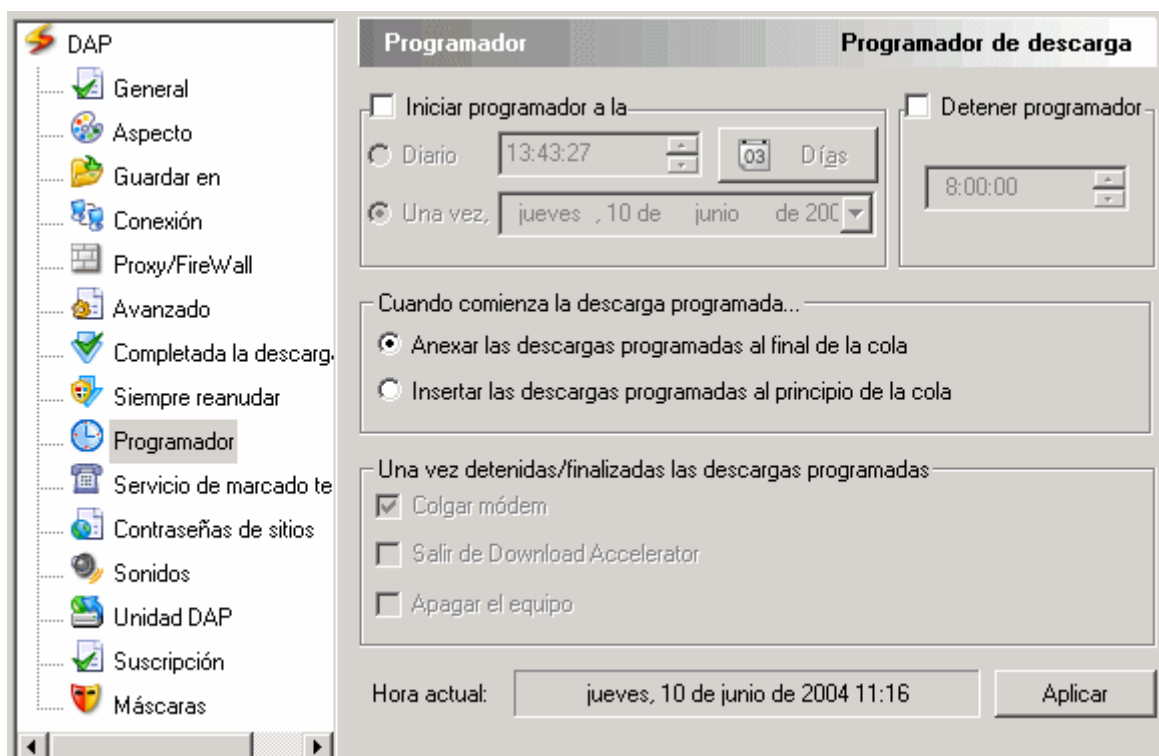 DAP
General
Aspecto
Guardar en
Conexión
Proxy/FireWall
Avanzado
Completada la descarg
Siempre reanudar
Programador
Servicio de marcado te
Contraseñas de sitios
Sonidos
Unidad DAP
Suscripción
Máscaras
Programador Programador de descarga
Iniciar programador a la
Diario 13:43:27 03 Días
Una vez, jueves , 10 de junio de 200
Detener programador
8:00:00
Cuando comienza la descarga programada...
Anexar las descargas programadas al final de la cola
Insertar las descargas programadas al principio de la cola
Una vez detenidas/finalizadas las descargas programadas
Colgar módem
Salir de Download Accelerator
Apagar el equipo
Hora actual: jueves, 10 de junio de 2004 11:16 Aplicar